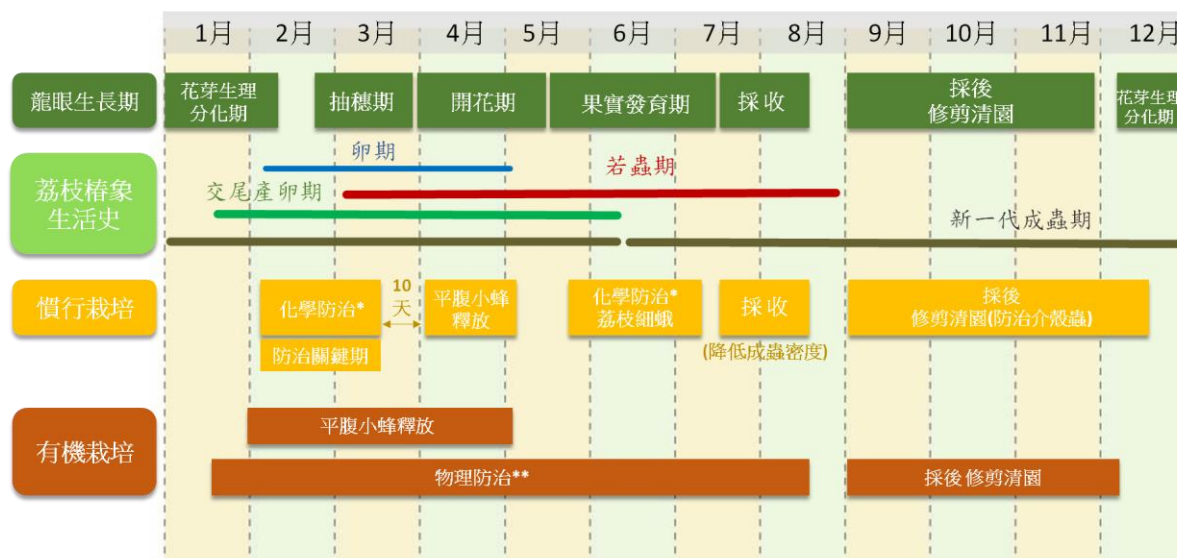 1月 2月 3月 4月 5月 6月 7月 8月 9月 10月 11月 12月
龍眼生長期
花芽生理
分化期
抽穗期
開花期
果實發育期
採收
採後
修剪清園
花芽生理
分化期
荔枝椿象
生活史
卵期
若蟲期
交尾產卵期
新一代成蟲期
慣行栽培
化學防治*
10
天
平腹小蜂
釋放
化學防治*
荔枝細蛾
採收
採後
修剪清園(防治介殼蟲)
防治關鍵期
(降低成蟲密度)
有機栽培
平腹小蜂釋放
物理防治**
採後修剪清園